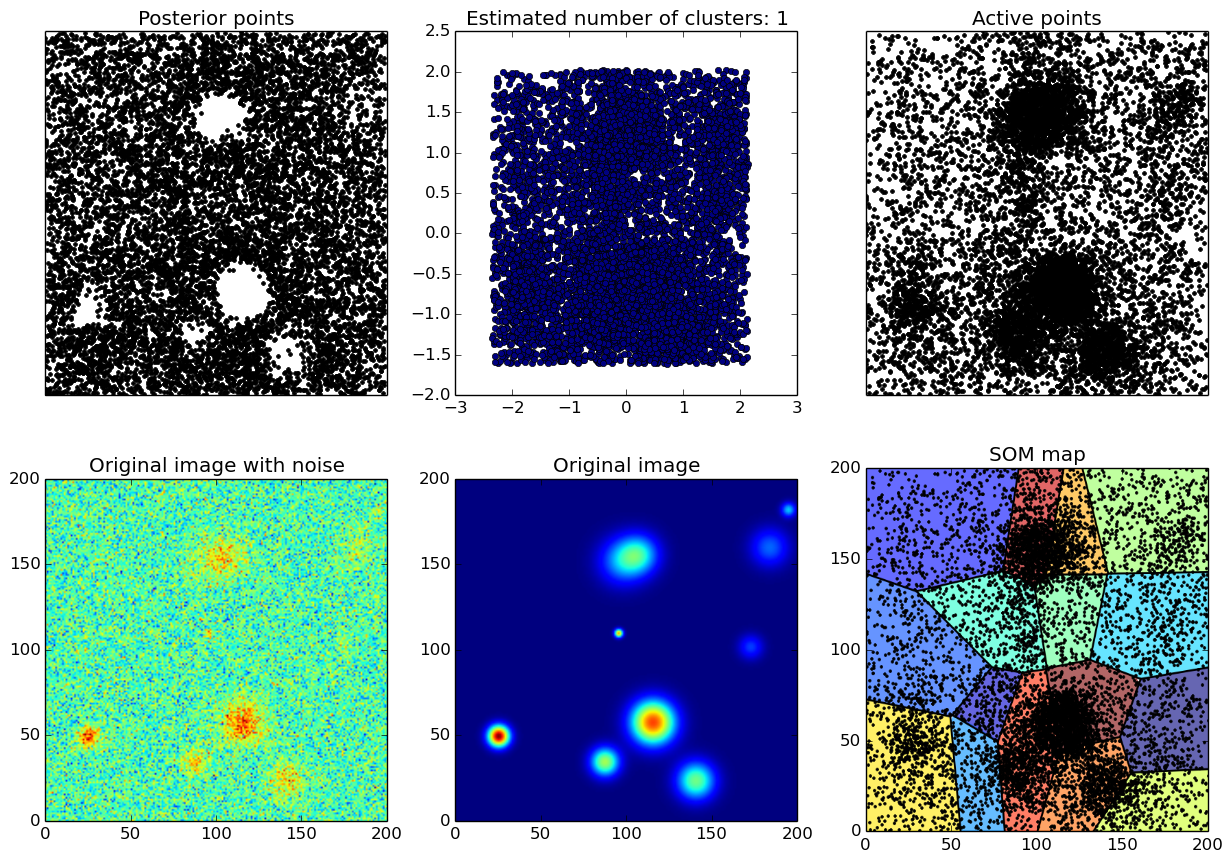 Posterior points
Estimated number of clusters: 1
Active points
2.5
2.0
1.5
1.0
0.5
0.0
−0.5
−1.0
−1.5
−2.0
−3 −2 −1 0 1 2 3
Original image with noise
200
150
100
50
0
0 50 100 150 200
Original image
200
150
100
50
0
0 50 100 150 200
SOM map
200
150
100
50
0
0 50 100 150 200